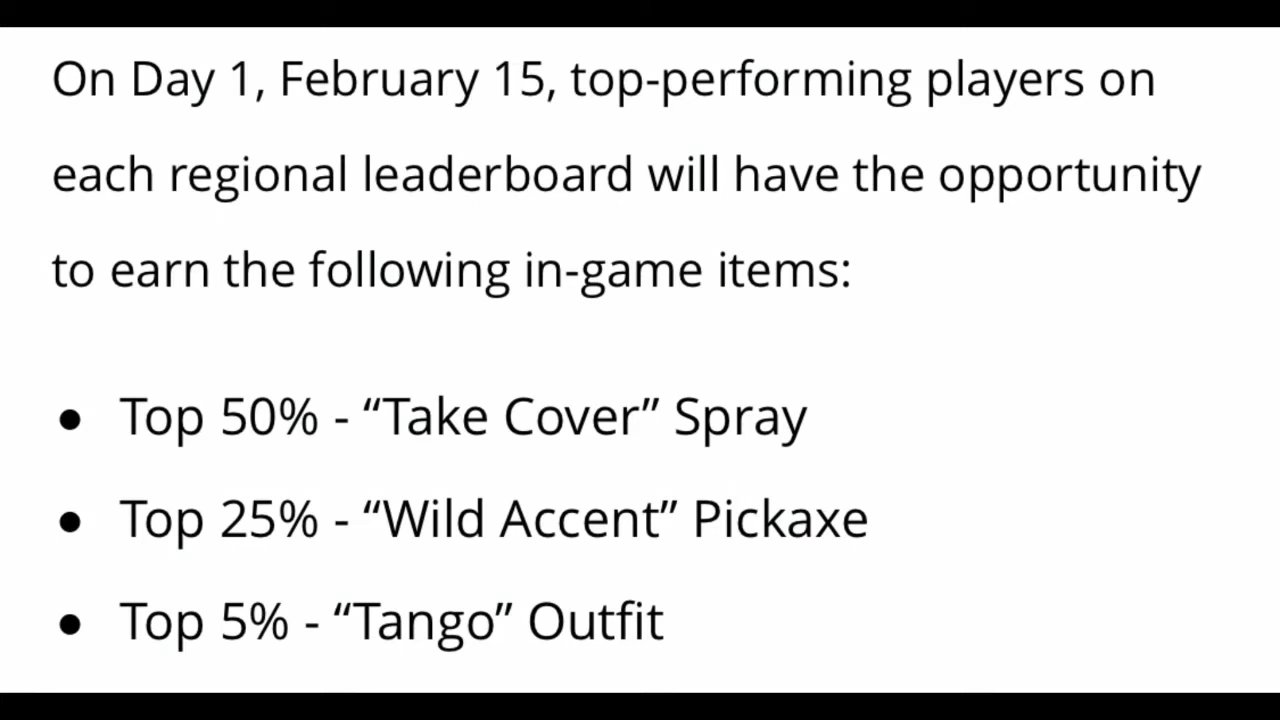 On Day 1, February 15, top-performing players on
each regional leaderboard will have the opportunity
to earn the following in-game items:
● Top 50% - “Take Cover” Spray
● Top 25% - “Wild Accent” Pickaxe
● Top 5% - “Tango” Outfit